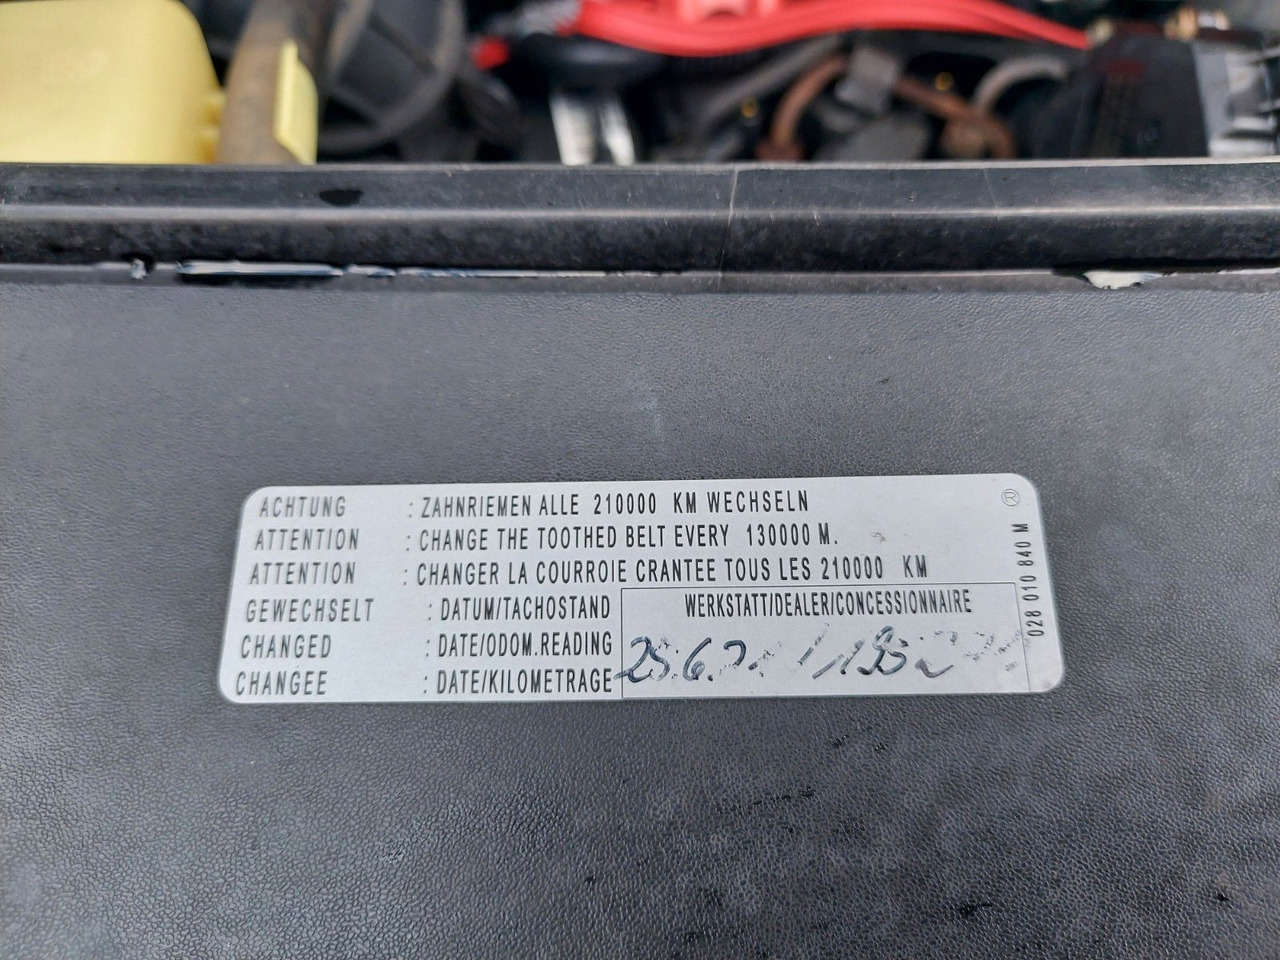 ACHTUNG : ZAHNRIEMEN ALLE 210000 KM WECHSELN ®
ATTENTION : CHANGE THE TOOTHED BELT EVERY 130000 M.
ATTENTION : CHANGER LA COURROIE CRANTEE TOUS LES 210000 KM
GEWECHSELT : DATUM/TACHOSTAND WERKSTATT/DEALER/CONCESSIONNAIRE
CHANGED : DATE/ODOM.READING
CHANGEE : DATE/KILOMETRAGE
028 010 840 M